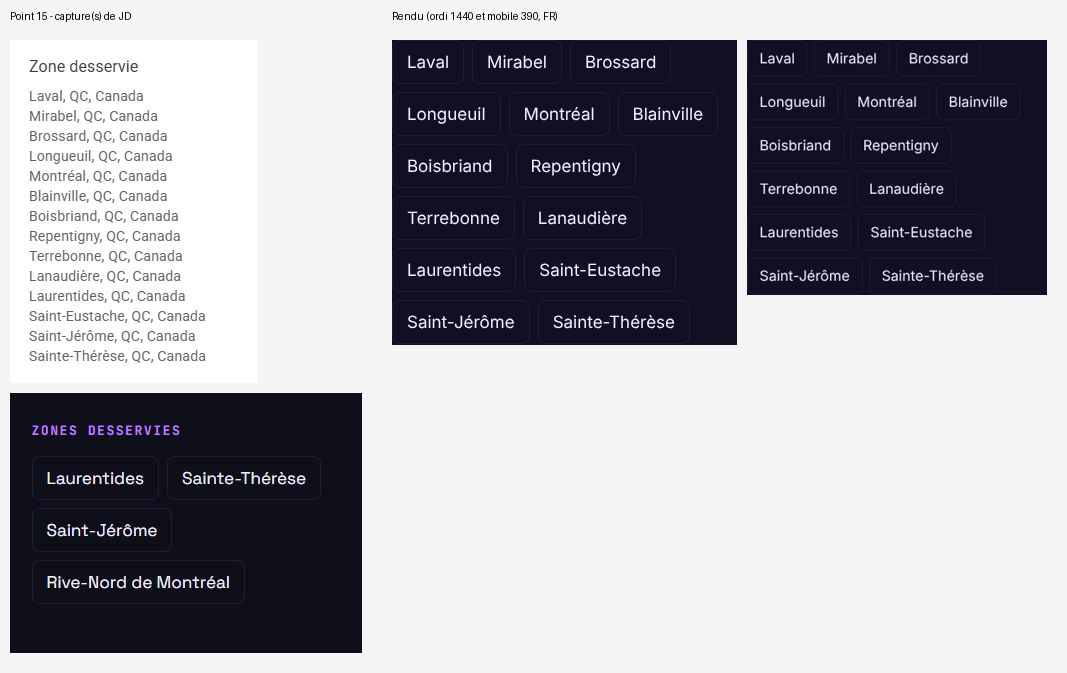 Point 15 - capture(s) de JD
Zone desservie
Laval, QC, Canada
Mirabel, QC, Canada
Brossard, QC, Canada
Longueuil, QC, Canada
Montréal, QC, Canada
Blainville, QC, Canada
Boisbriand, QC, Canada
Repentigny, QC, Canada
Terrebonne, QC, Canada
Lanaudière, QC, Canada
Laurentides, QC, Canada
Saint-Eustache, QC, Canada
Saint-Jérôme, QC, Canada
Sainte-Thérèse, QC, Canada
ZONES DESSERVIES
Laurentides Sainte-Thérèse
Saint-Jérôme
Rive-Nord de Montréal
Rendu (ordi 1440 et mobile 390, FR)
Laval Mirabel Brossard
Longueuil Montréal Blainville
Boisbriand Repentigny
Terrebonne Lanaudière
Laurentides Saint-Eustache
Saint-Jérôme Sainte-Thérèse
Laval Mirabel Brossard
Longueuil Montréal Blainville
Boisbriand Repentigny
Terrebonne Lanaudière
Laurentides Saint-Eustache
Saint-Jérôme Sainte-Thérèse